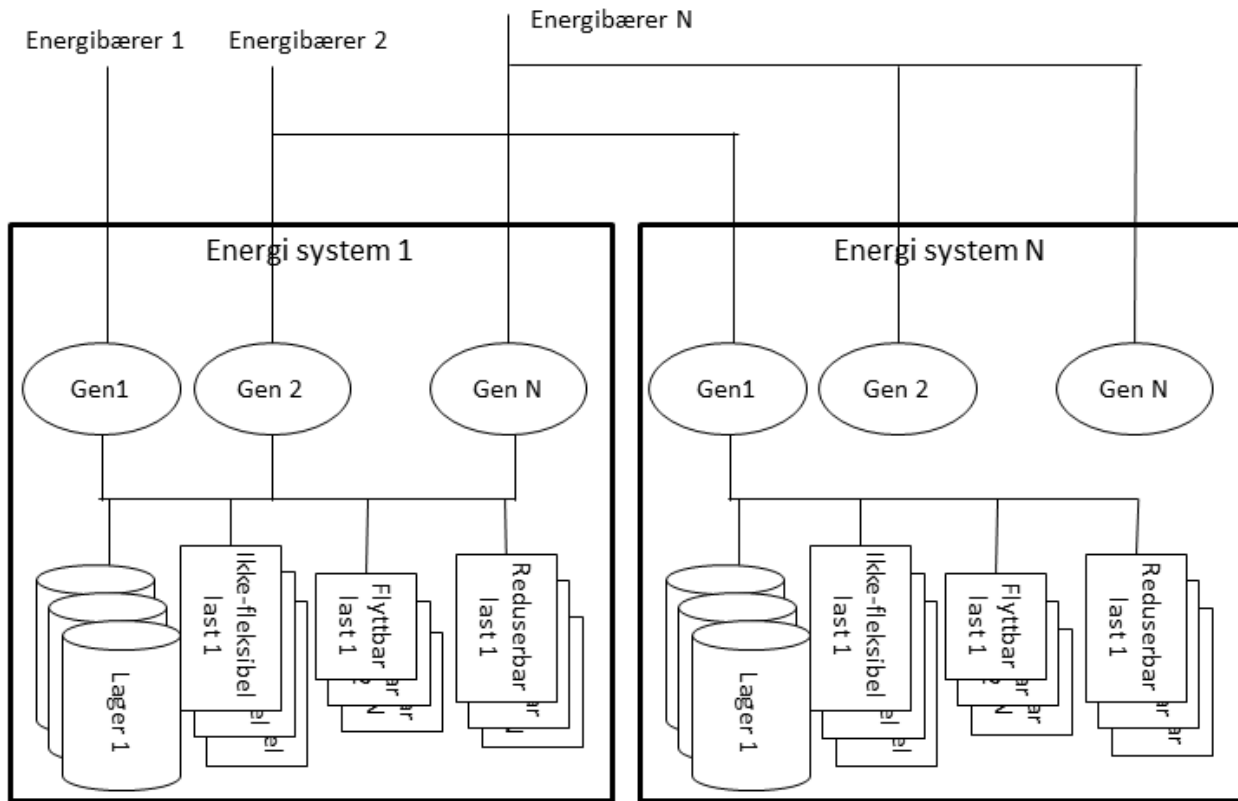 Energibærer 1
Energibærer 2
Energibærer N
Energi system 1
Energi system N
Gen1
Gen 2
Gen N
Gen1
Gen 2
Gen N
Lager 1
Ikke-fleksibel
last 1
Flyttbar
last 1
Reduserbar
last 1
Lager 1
Ikke-fleksibel
last 1
Flyttbar
last 1
Reduserbar
last 1